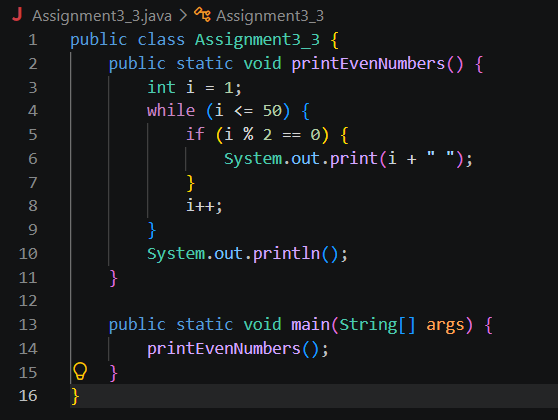 J Assignment3_3.java > Assignment3_3
1 public class Assignment3_3 {
2     public static void printEvenNumbers() {
3         int i = 1;
4         while (i <= 50) {
5             if (i % 2 == 0) {
6                 System.out.print(i + " ");
7             }
8             i++;
9         }
10         System.out.println();
11     }
12
13     public static void main(String[] args) {
14         printEvenNumbers();
15     }
16 }